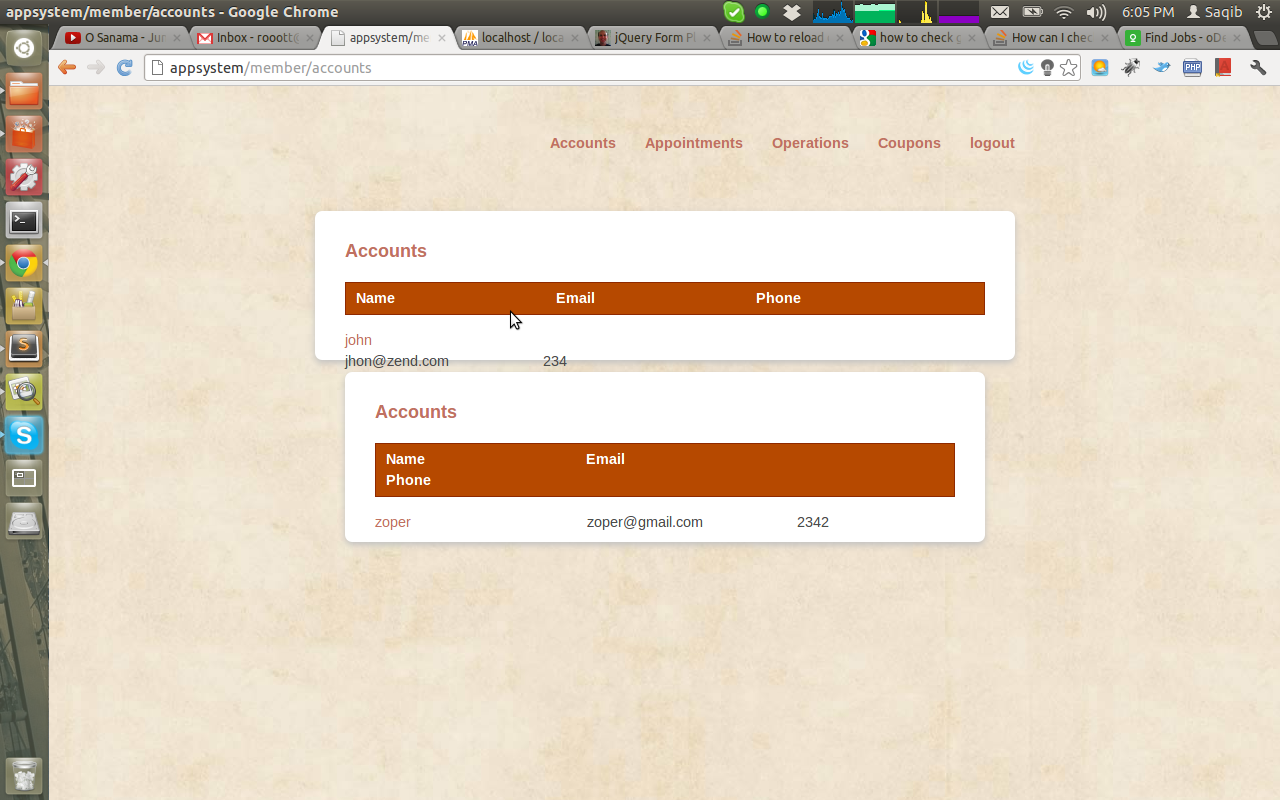 appsystem/member/accounts - Google Chrome
6:05 PM Saqib
O Sanama - Jun
Inbox - rooott@
appsystem/me
localhost / loca
jQuery Form Pl
How to reload
how to check g
How can I chec
Find Jobs - oDe
appsystem/member/accounts
Accounts Appointments Operations Coupons logout
Accounts
Name Email Phone
john
jhon@zend.com 234
Accounts
Name Email
Phone
zoper zoper@gmail.com 2342